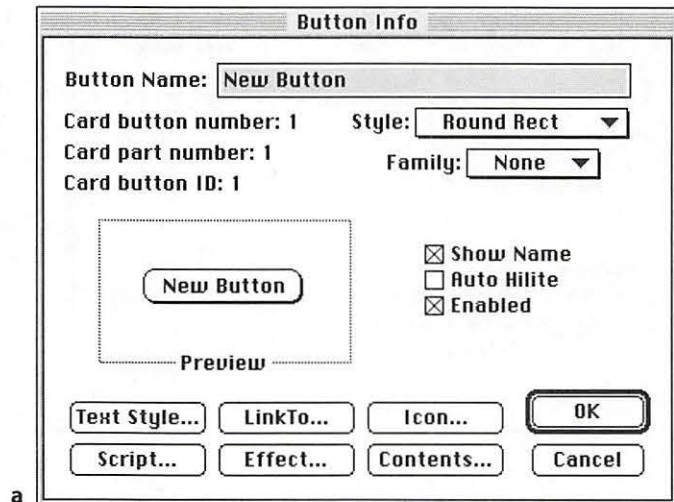 Button Info
Button Name: New Button
Card button number: 1 Style: Round Rect
Card part number: 1 Family: None
Card button ID: 1
Show Name
New Button Auto Hilite
Enabled
Preview
Text Style... LinkTo... Icon... OK
Script... Effect... Contents... Cancel
a